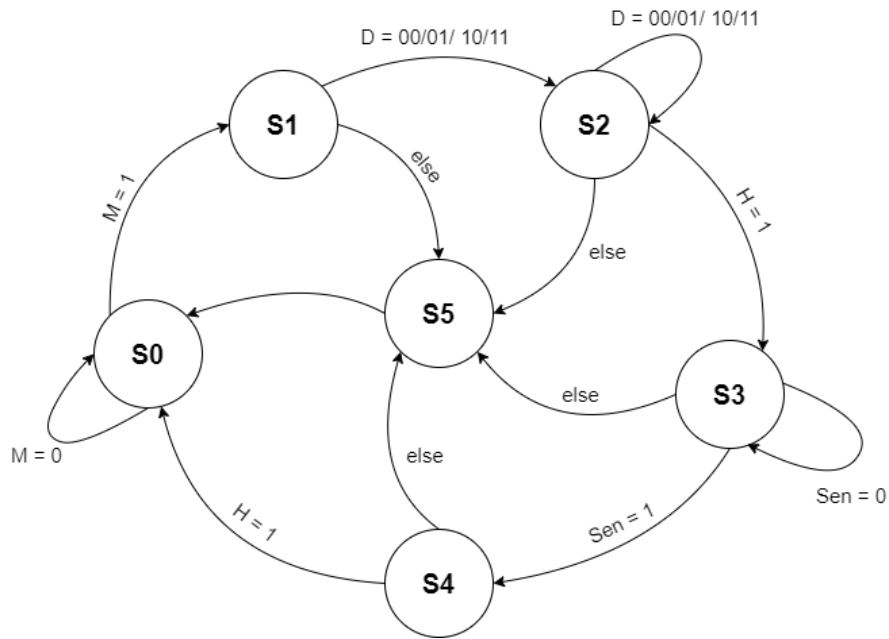 D = 00/01/ 10/11
D = 00/01/ 10/11
S1
S2
else
M = 1
H = 1
else
S5
S0
S3
else
M = 0
else
Sen = 0
H = 1
Sen = 1
S4